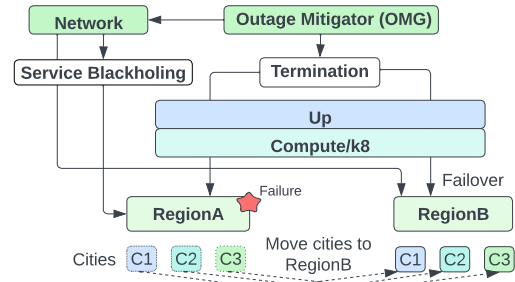 Network
Outage Mitigator (OMG)
Service Blackholing
Termination
Up
Compute/k8
Failover
Failure
RegionA
RegionB
Cities C1 C2 C3
Move cities to
RegionB
C1 C2 C3